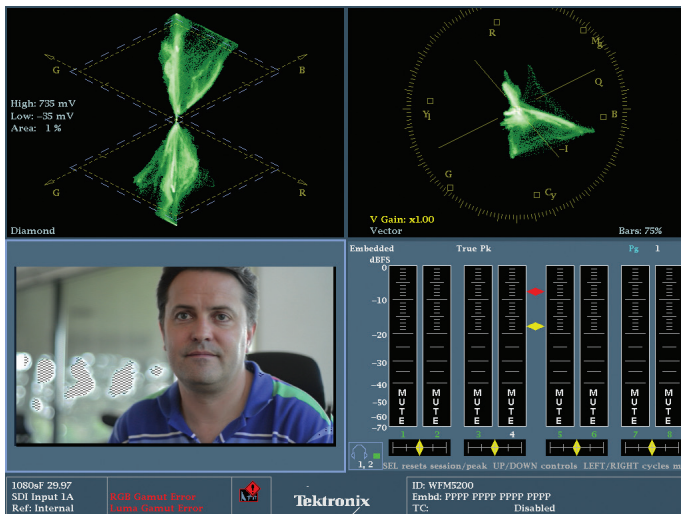 G
B
High: 735 mV
Low: –35 mV
Area: 1 %
G
R
Diamond
R
Mg
Q
Yl
B
–I
G
Cy
V Gain: x1.00
Vector
Bars: 75%
Embedded
True Pk
Pg 1
dBFS
0
–10
–20
–30
–40
–50
–60
–70
MUTE MUTE MUTE MUTE MUTE MUTE MUTE MUTE
1 2 3 4 5 6 7 8
1, 2
SEL resets session/peak UP/DOWN controls LEFT/RIGHT cycles m
1080sF 29.97
SDI Input 1A
Ref: Internal
RGB Gamut Error
Luma Gamut Error
Tektronix
ID: WFM5200
Embd: PPPP PPPP PPPP PPPP
TC: Disabled